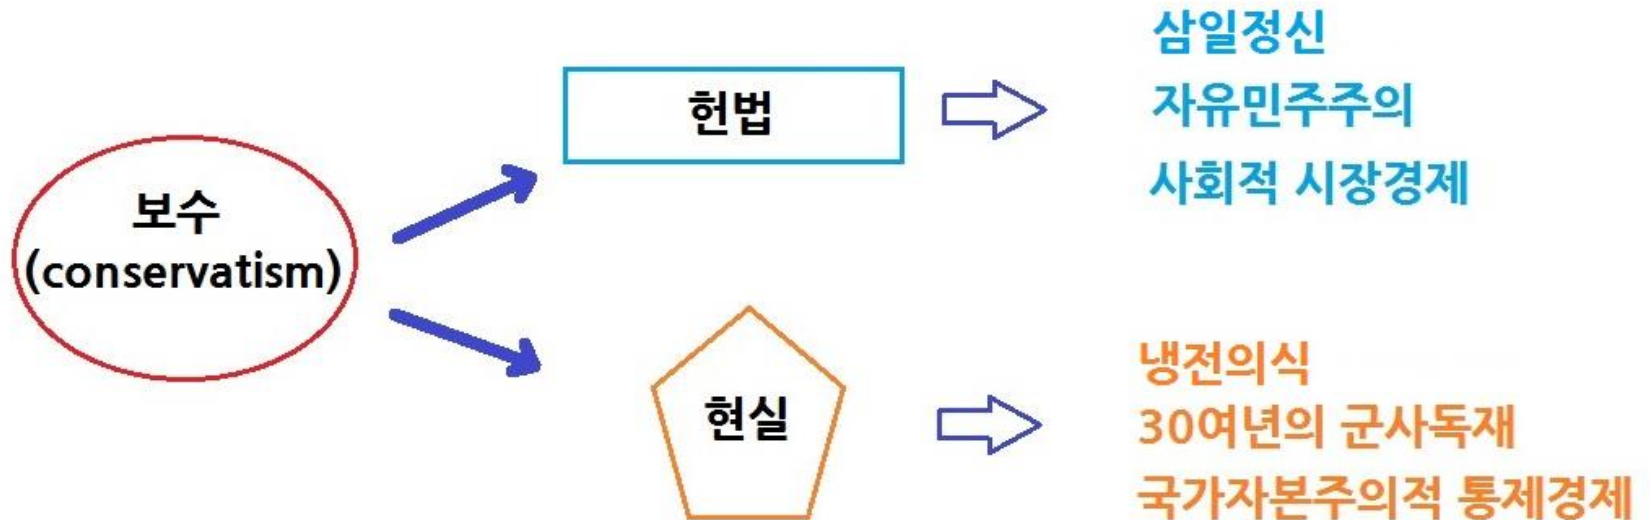 보수
(conservatism)
헌법
삼일정신
자유민주주의
사회적 시장경제
현실
냉전의식
30여년의 군사독재
국가자본주의적 통제경제